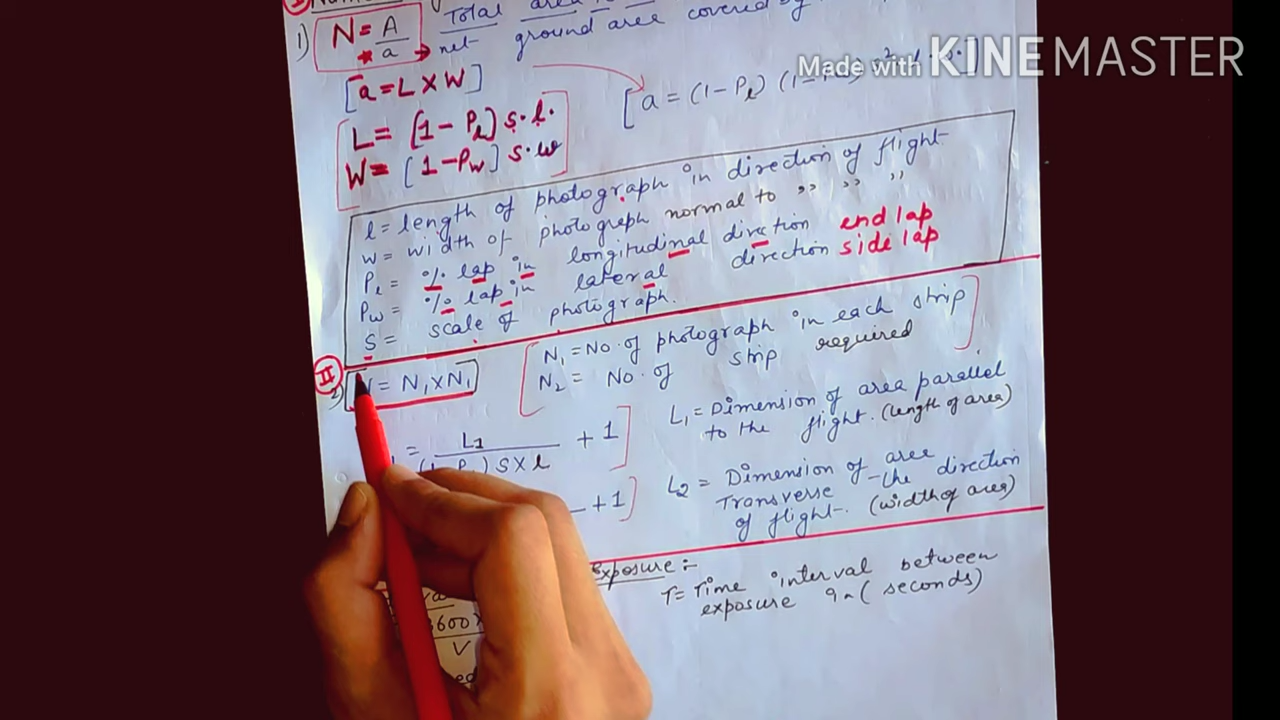 1) N = A/a → Total area
net ground area covered by
[a = L X W]
[a = (1 - Pl)
L = [1 - Pl] s. l.
W = [1 - Pw] s. w
l = length of photograph in direction of flight
w = width of photograph normal to ,, ,, ,,
Pl = % lap in longitudinal direction end lap
Pw = % lap in lateral direction side lap
S = scale of photograph.
II
2) N = N1 X N1
N1 = No. of photograph in each strip
N2 = No. of strip required
= L1 / ) S X l + 1
L1 = Dimension of area parallel
to the flight. (length of area)
+ 1
L2 = Dimension of area
Transverse the direction
of flight. (width of area)
Exposure :-
T = Time interval between
exposure in (seconds)
3600
V
Made with KINEMASTER